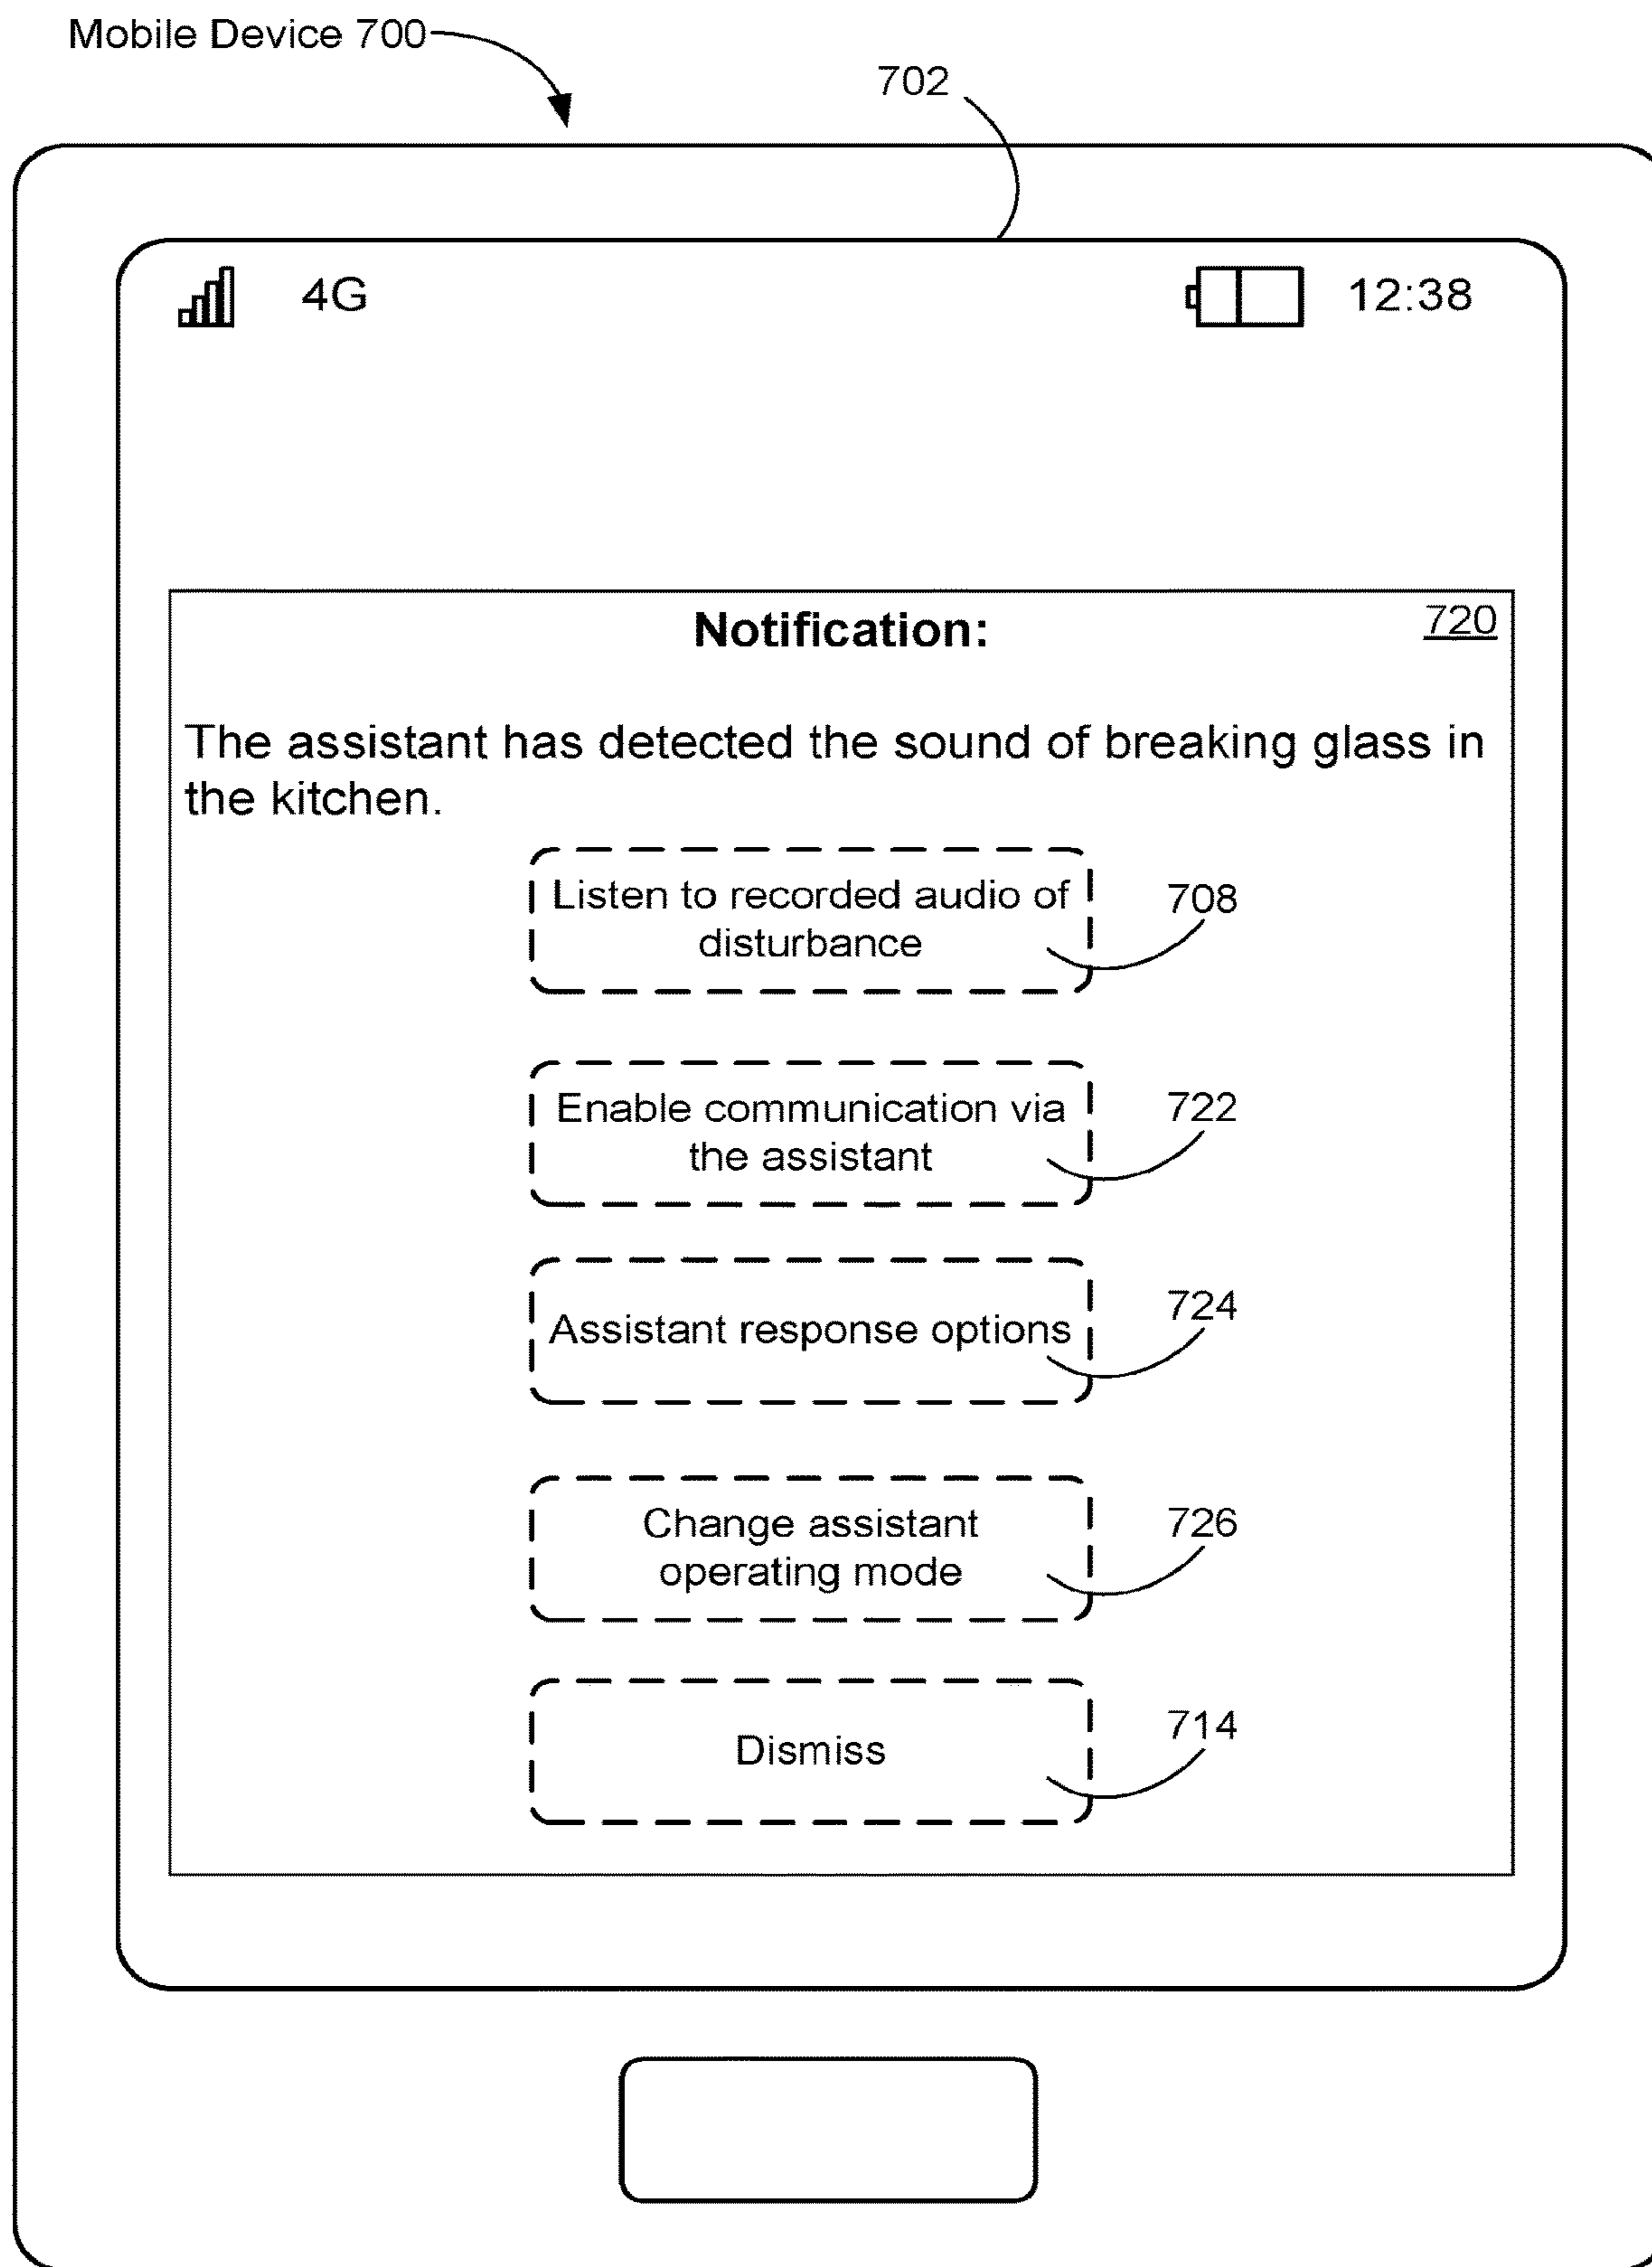 Mobile Device 700
702
4G
12:38
Notification:
720
The assistant has detected the sound of breaking glass in
the kitchen.
Listen to recorded audio of
disturbance
708
Enable communication via
the assistant
722
Assistant response options
724
Change assistant
operating mode
726
Dismiss
714